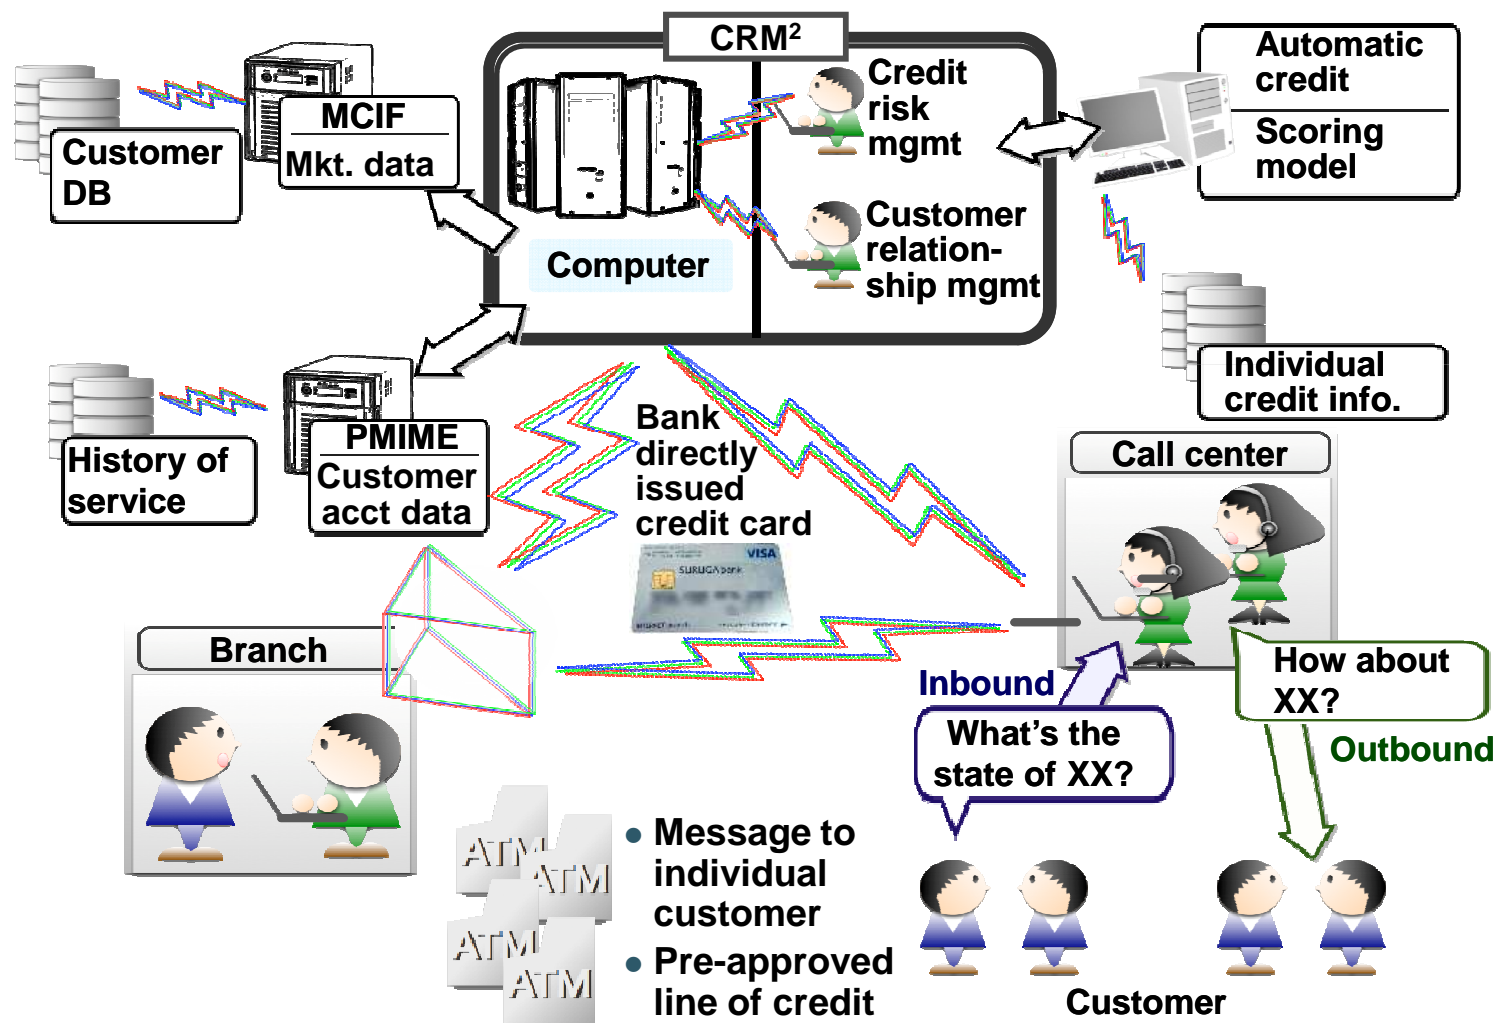 CRM²
Customer
DB
MCIF
Mkt. data
Computer
Credit
risk
mgmt
Customer
relation-
ship mgmt
Automatic
credit
Scoring
model
Individual
credit info.
History of
service
PMIME
Customer
acct data
Bank
directly
issued
credit card
VISA
SURUGA bank
Call center
Branch
Inbound
What's the
state of XX?
How about
XX?
Outbound
ATM
ATM
ATM
ATM
• Message to
individual
customer
• Pre-approved
line of credit
Customer